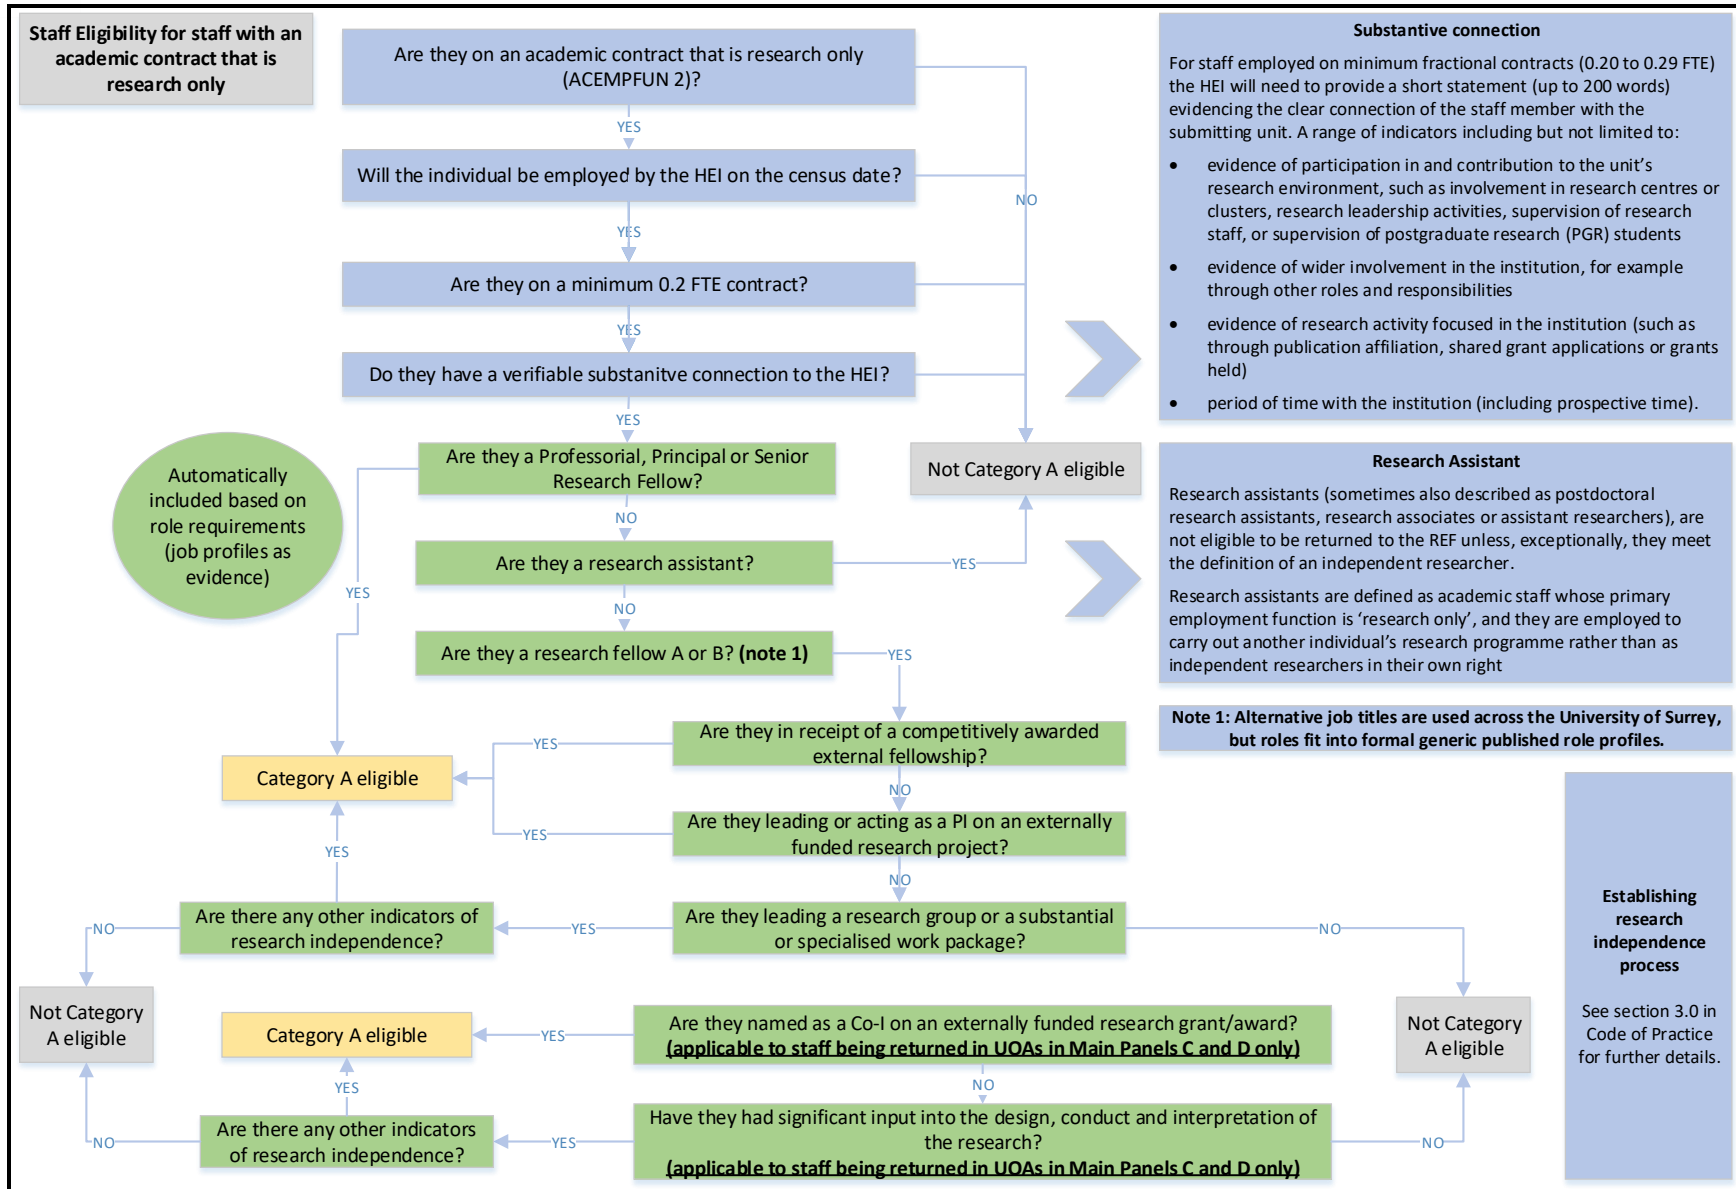 Staff Eligibility for staff with an
academic contract that is
research only
Are they on an academic contract that is research only
(ACEMPFUN 2)?
YES
Will the individual be employed by the HEI on the census date?
NO
YES
Are they on a minimum 0.2 FTE contract?
YES
Do they have a verifiable substanitve connection to the HEI?
YES
Substantive connection
For staff employed on minimum fractional contracts (0.20 to 0.29 FTE)
the HEI will need to provide a short statement (up to 200 words)
evidencing the clear connection of the staff member with the
submitting unit. A range of indicators including but not limited to:
• evidence of participation in and contribution to the unit's
research environment, such as involvement in research centres or
clusters, research leadership activities, supervision of research
staff, or supervision of postgraduate research (PGR) students
• evidence of wider involvement in the institution, for example
through other roles and responsibilities
• evidence of research activity focused in the institution (such as
through publication affiliation, shared grant applications or grants
held)
• period of time with the institution (including prospective time).
Automatically
included based on
role requirements
(job profiles as
evidence)
Are they a Professorial, Principal or Senior
Research Fellow?
Not Category A eligible
NO
YES
Are they a research assistant?
YES
NO
Are they a research fellow A or B? (note 1)
YES
Research Assistant
Research assistants (sometimes also described as postdoctoral
research assistants, research associates or assistant researchers), are
not eligible to be returned to the REF unless, exceptionally, they meet
the definition of an independent researcher.
Research assistants are defined as academic staff whose primary
employment function is ‘research only’, and they are employed to
carry out another individual’s research programme rather than as
independent researchers in their own right
Note 1: Alternative job titles are used across the University of Surrey,
but roles fit into formal generic published role profiles.
Are they in receipt of a competitively awarded
external fellowship?
YES
Category A eligible
NO
Are they leading or acting as a PI on an externally
funded research project?
YES
YES
NO
Are there any other indicators of
research independence?
NO
YES
Are they leading a research group or a substantial
or specialised work package?
NO
Establishing
research
independence
process
See section 3.0 in
Code of Practice
for further details.
Not Category
A eligible
Category A eligible
YES
Are they named as a Co-I on an externally funded research grant/award?
(applicable to staff being returned in UOAs in Main Panels C and D only)
Not Category
A eligible
YES
NO
Are there any other indicators
of research independence?
NO
YES
Have they had significant input into the design, conduct and interpretation of
the research?
(applicable to staff being returned in UOAs in Main Panels C and D only)
NO